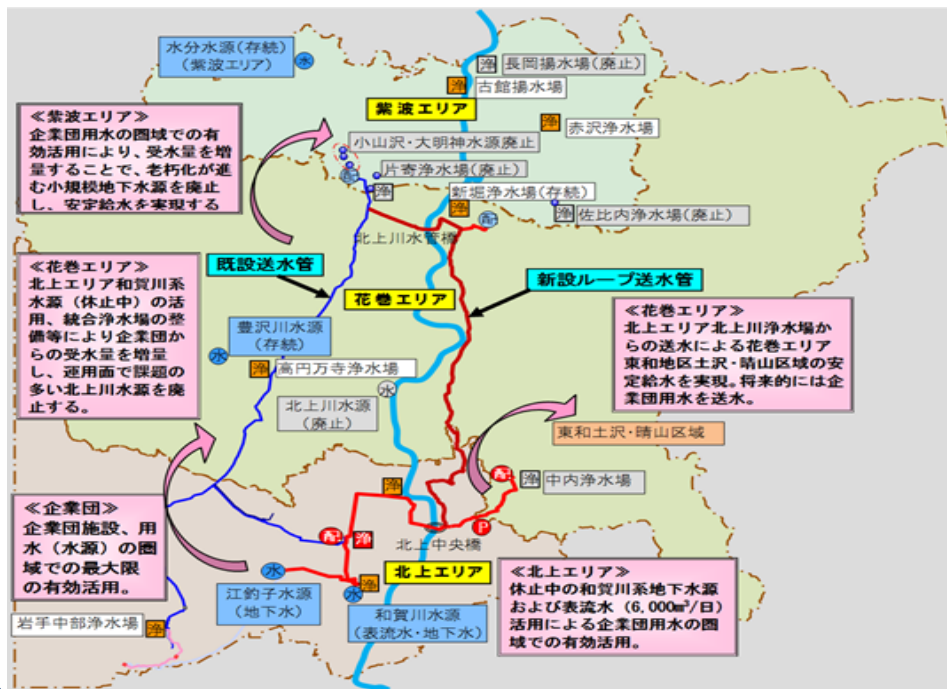 水分水源(存続)
(紫波エリア)
浄
長岡揚水場(廃止)
水
浄
古館揚水場
紫波エリア
≪紫波エリア≫
企業団用水の圏域での有
効活用により、受水量を増
量することで、老朽化が進
む小規模地下水源を廃止
し、安定給水を実現する
浄
赤沢浄水場
小山沢・大明神水源廃止
配
片寄浄水場(廃止)
浄
新堀浄水場(存続)
浄
配
浄
佐比内浄水場(廃止)
北上川水管橋
≪花巻エリア≫
北上エリア和賀川系
水源(休止中)の活
用、統合浄水場の整
備等により企業団か
らの受水量を増量
し、運用面で課題の
多い北上川水源を廃
止する。
既設送水管
新設ループ送水管
花巻エリア
≪花巻エリア≫
北上エリア北上川浄水場か
らの送水による花巻エリア
東和地区土沢・晴山区域の安
定給水を実現。将来的には企
業団用水を送水。
豊沢川水源
(存続)
水
浄
高円万寺浄水場
水
北上川水源
(廃止)
東和土沢・晴山区域
配
浄
中内浄水場
浄
≪企業団≫
企業団施設、用
水(水源)の圏
域での最大限
の有効活用。
配
浄
P
北上中央橋
北上エリア
水
江釣子水源
(地下水)
浄
水
和賀川水源
(表流水・地下水)
≪北上エリア≫
休止中の和賀川系地下水源
および表流水(6,000m³/日)
活用による企業団用水の圏
域での有効活用。
岩手中部浄水場
浄